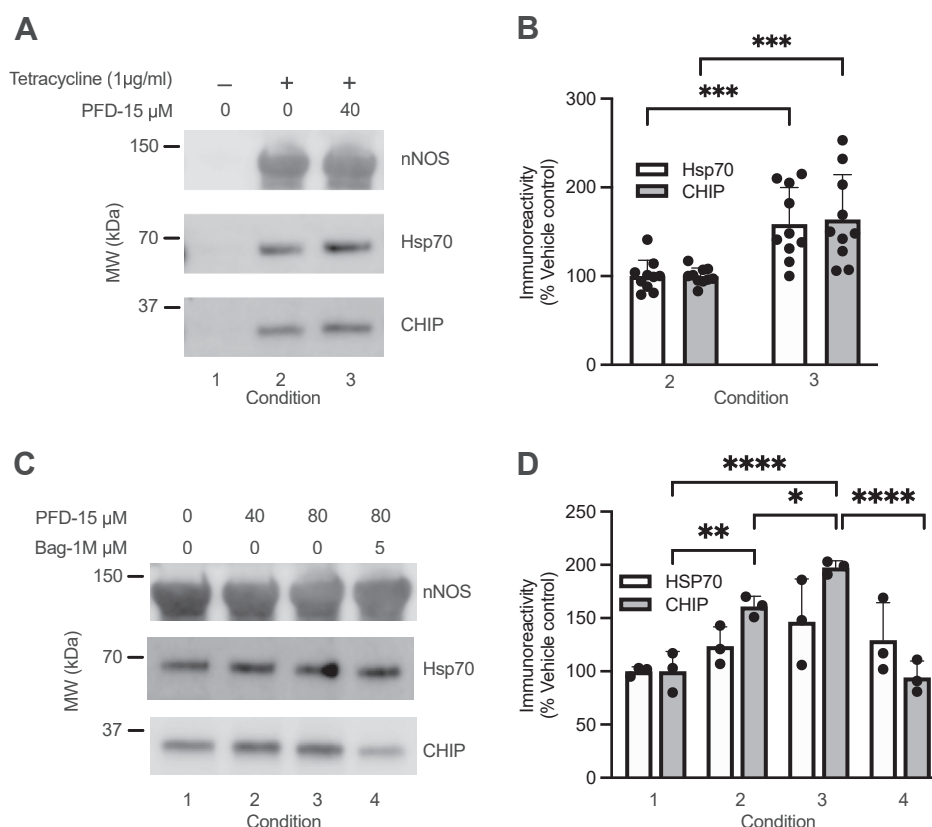 A
Tetracycline (1µg/ml) – + +
PFD-15 µM 0 0 40
150
nNOS
70
Hsp70
37
CHIP
MW (kDa)
1 2 3
Condition
B
***
***
300
200
100
0
Immunoreactivity
(% Vehicle control)
Hsp70
CHIP
2 3
Condition
C
PFD-15 µM 0 40 80 80
Bag-1M µM 0 0 0 5
150
nNOS
70
Hsp70
37
CHIP
MW (kDa)
1 2 3 4
Condition
D
****
* ****
**
250
200
150
100
50
0
Immunoreactivity
(% Vehicle control)
HSP70
CHIP
1 2 3 4
Condition